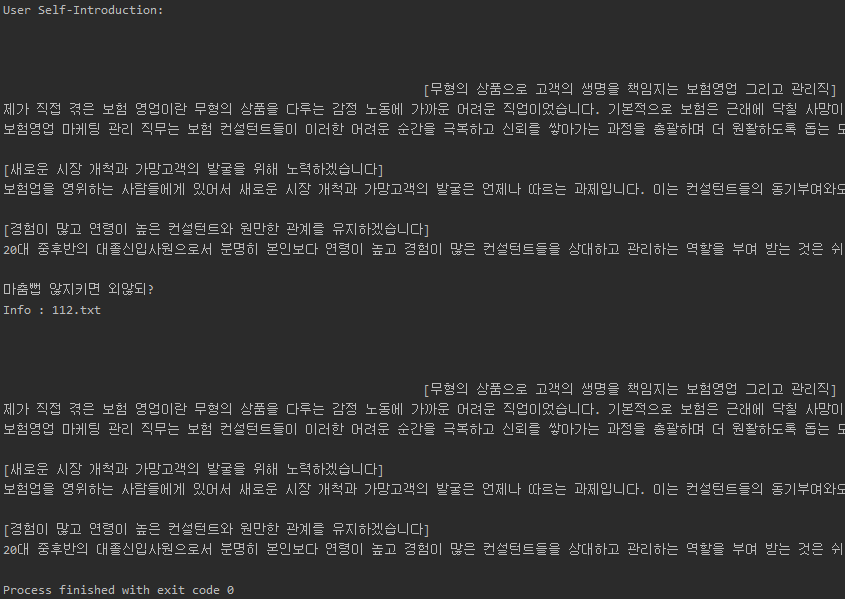 User Self-Introduction:
[무형의 상품으로 고객의 생명을 책임지는 보험영업 그리고 관리직]
제가 직접 겪은 보험 영업이란 무형의 상품을 다루는 감정 노동에 가까운 어려운 직업이었습니다. 기본적으로 보험은 근래에 닥칠 사망이
보험영업 마케팅 관리 직무는 보험 컨설턴트들이 이러한 어려운 순간을 극복하고 신뢰를 쌓아가는 과정을 총괄하며 더 원활하도록 돕는
[새로운 시장 개척과 가망고객의 발굴을 위해 노력하겠습니다]
보험업을 영위하는 사람들에게 있어서 새로운 시장 개척과 가망고객의 발굴은 언제나 따르는 과제입니다. 이는 컨설턴트들의 동기부여와도
[경험이 많고 연령이 높은 컨설턴트와 원만한 관계를 유지하겠습니다]
20대 중후반의 대졸신입사원으로서 분명히 본인보다 연령이 높고 경험이 많은 컨설턴트들을 상대하고 관리하는 역할을 부여 받는 것은 쉬
마춤뻡 않지키면 외않되?
Info : 112.txt
[무형의 상품으로 고객의 생명을 책임지는 보험영업 그리고 관리직]
제가 직접 겪은 보험 영업이란 무형의 상품을 다루는 감정 노동에 가까운 어려운 직업이었습니다. 기본적으로 보험은 근래에 닥칠 사망이
보험영업 마케팅 관리 직무는 보험 컨설턴트들이 이러한 어려운 순간을 극복하고 신뢰를 쌓아가는 과정을 총괄하며 더 원활하도록 돕는
[새로운 시장 개척과 가망고객의 발굴을 위해 노력하겠습니다]
보험업을 영위하는 사람들에게 있어서 새로운 시장 개척과 가망고객의 발굴은 언제나 따르는 과제입니다. 이는 컨설턴트들의 동기부여와도
[경험이 많고 연령이 높은 컨설턴트와 원만한 관계를 유지하겠습니다]
20대 중후반의 대졸신입사원으로서 분명히 본인보다 연령이 높고 경험이 많은 컨설턴트들을 상대하고 관리하는 역할을 부여 받는 것은 쉬
Process finished with exit code 0